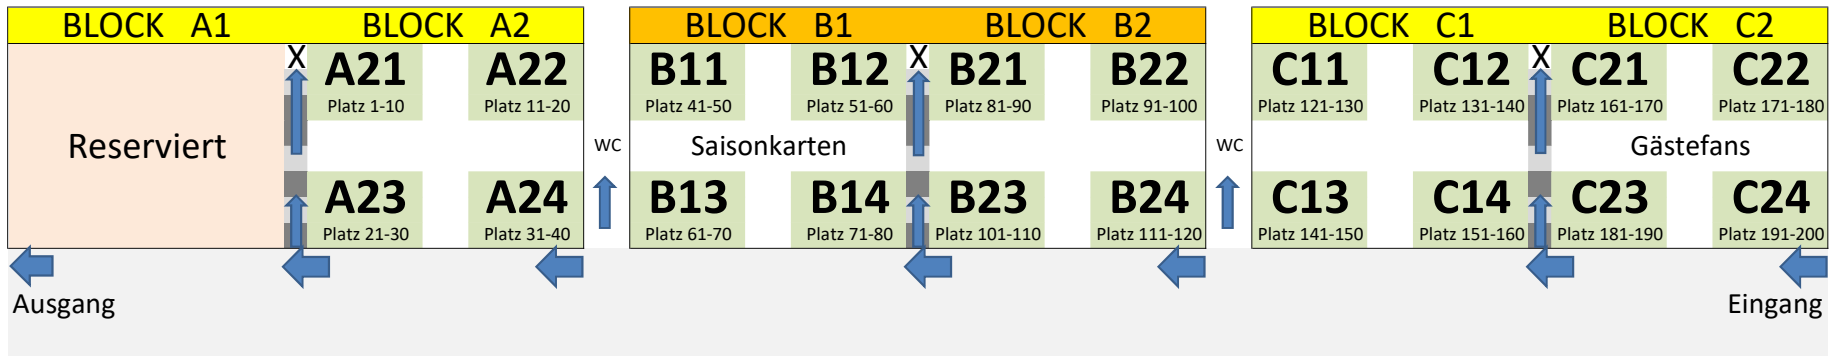 BLOCK A1 BLOCK A2 BLOCK B1 BLOCK B2 BLOCK C1 BLOCK C2
X A21 A22 B11 B12 X B21 B22 C11 C12 X C21 C22
Platz 1-10 Platz 11-20 Platz 41-50 Platz 51-60 Platz 81-90 Platz 91-100 Platz 121-130 Platz 131-140 Platz 161-170 Platz 171-180
Reserviert WC Saisonkarten WC Gästefans
A23 A24 B13 B14 B23 B24 C13 C14 C23 C24
Platz 21-30 Platz 31-40 Platz 61-70 Platz 71-80 Platz 101-110 Platz 111-120 Platz 141-150 Platz 151-160 Platz 181-190 Platz 191-200
Ausgang Eingang